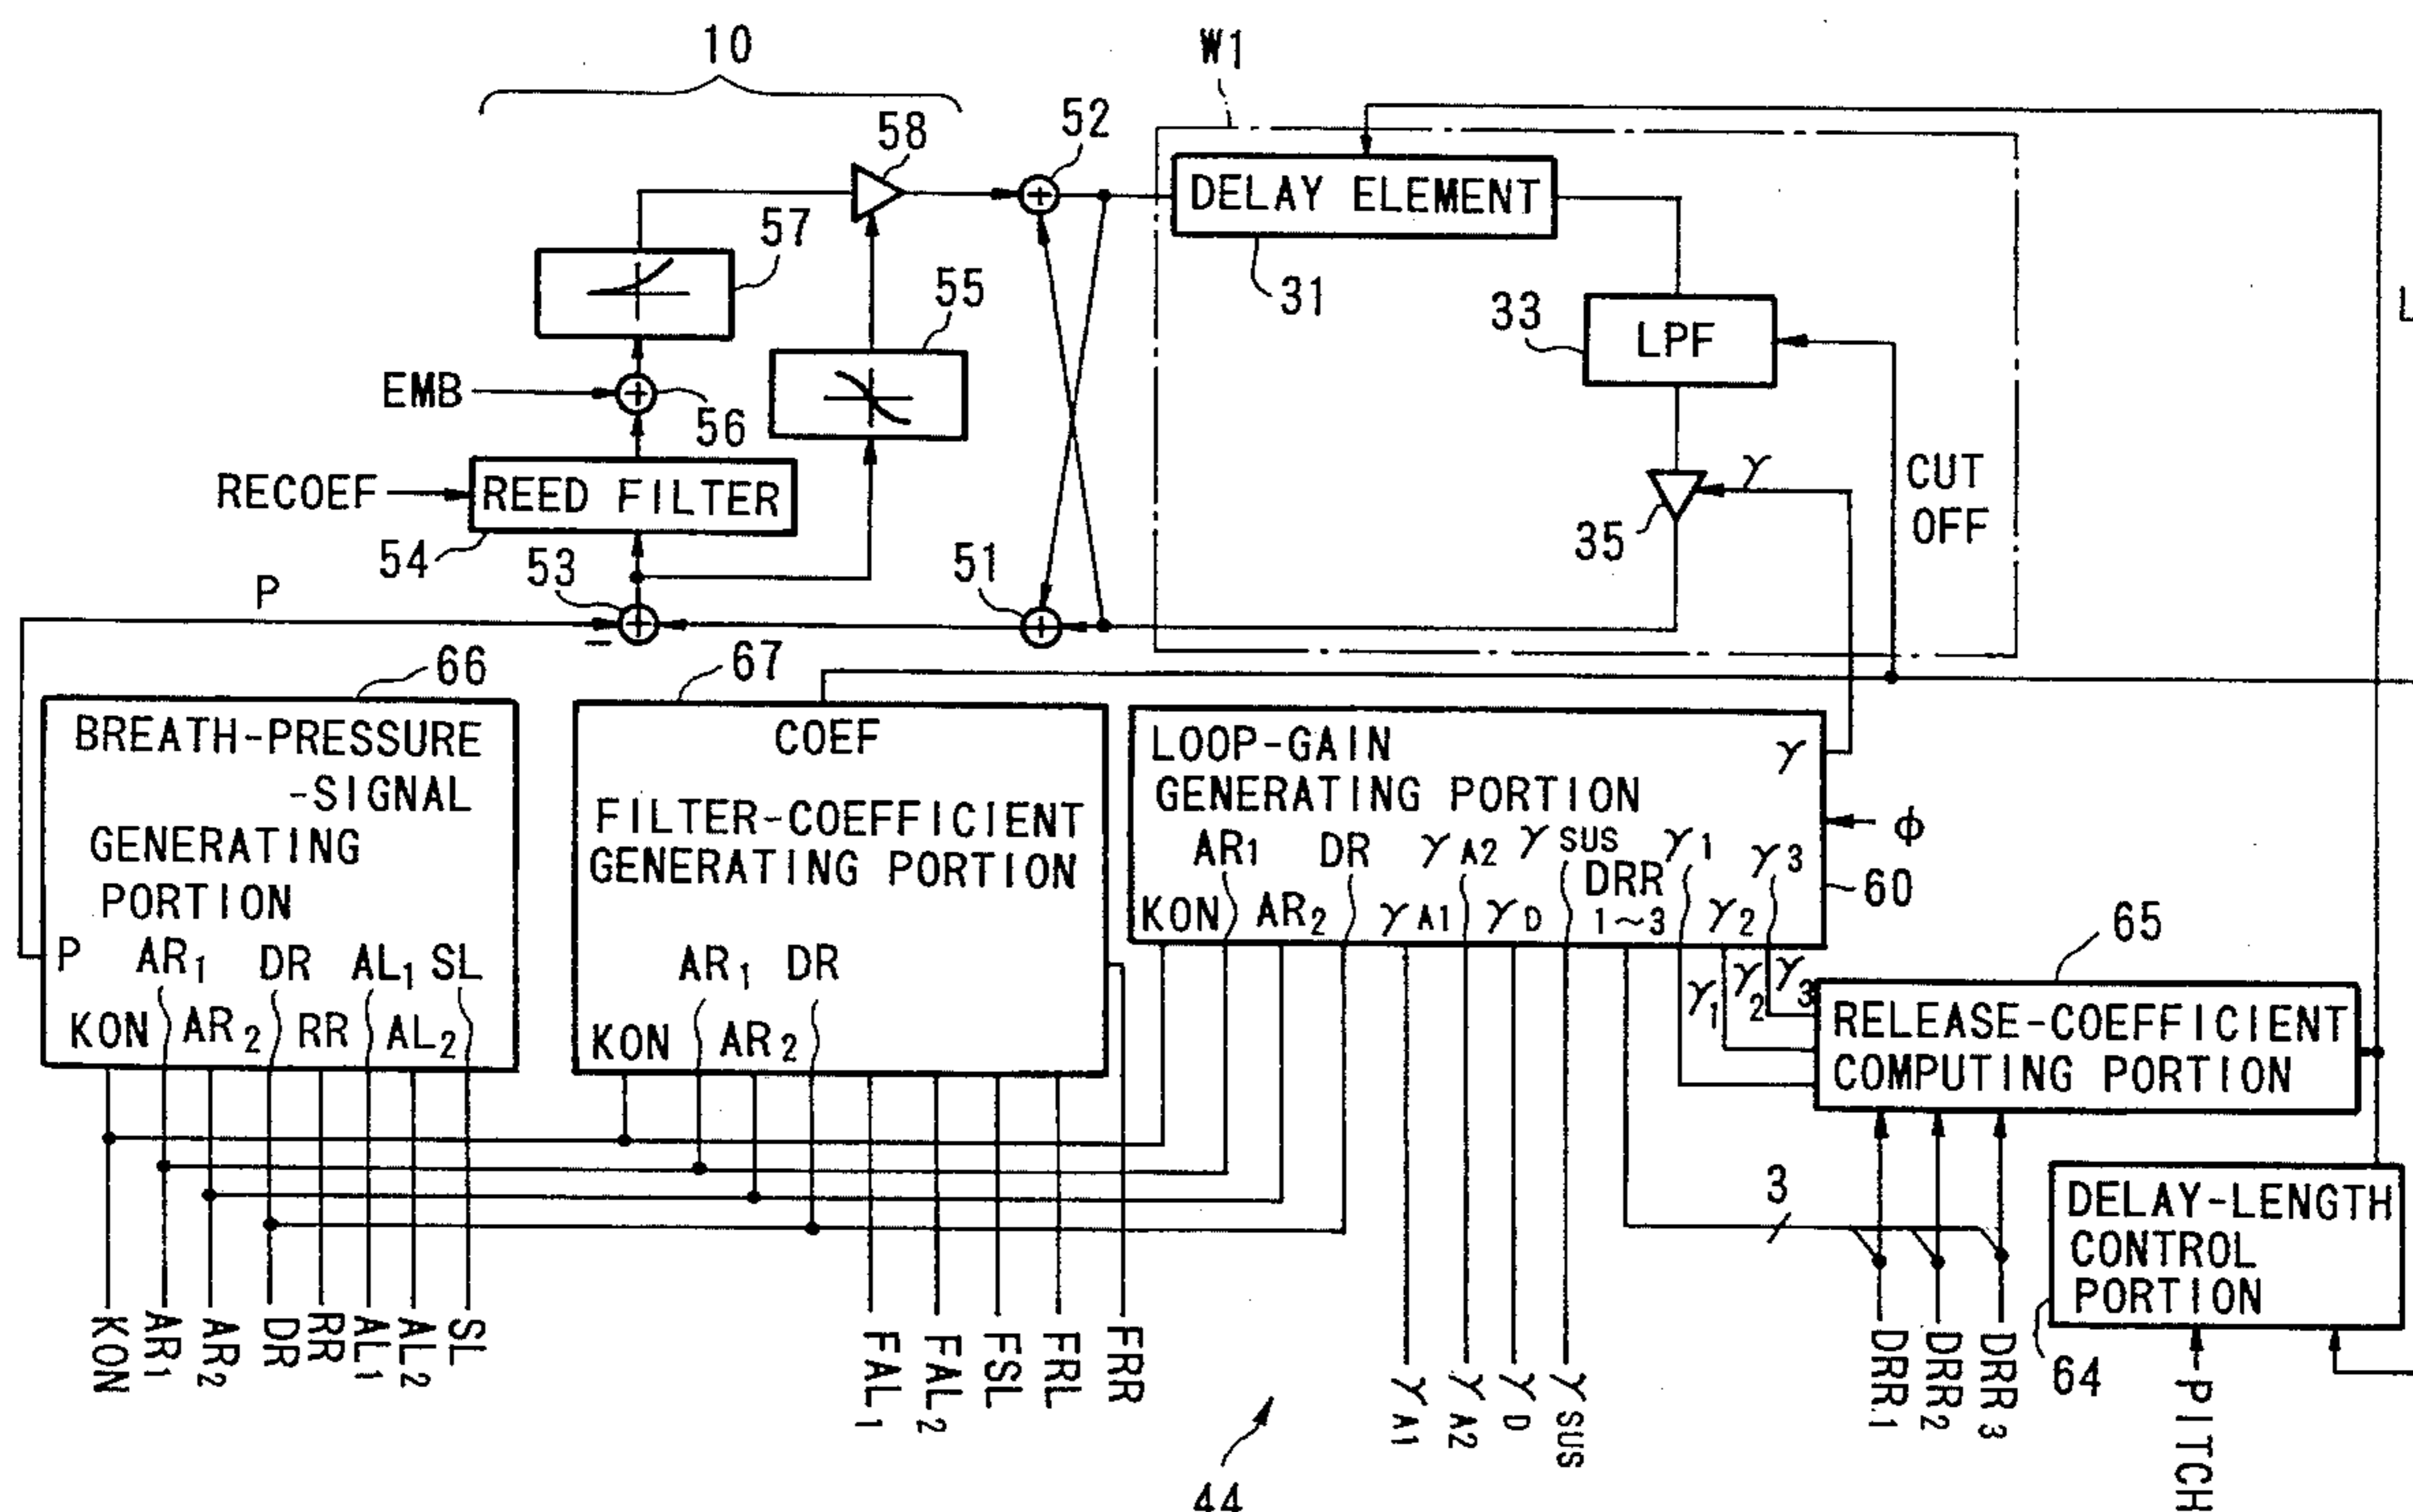 10
W1
58
52
DELAY ELEMENT
57
55
31
L
33
LPF
EMB
56
γ
CUT
OFF
RECOEF
REED FILTER
35
54
53
51
P
–
66
67
BREATH-PRESSURE
-SIGNAL
GENERATING
PORTION
P
AR1
DR
AL1
SL
KON
AR2
RR
AL2
COEF
FILTER-COEFFICIENT
GENERATING PORTION
AR1
DR
KON
AR2
LOOP-GAIN
GENERATING PORTION
γ
φ
AR1
DR
γA2
γSUS
γ1
γ3
KON
AR2
γA1
γD
DRR
1~3
γ2
60
65
γ1
γ2
γ3
RELEASE-COEFFICIENT
COMPUTING PORTION
3
DELAY-LENGTH
CONTROL
PORTION
64
KON
AR1
AR2
DR
RR
AL1
AL2
SL
FAL1
FAL2
FSL
FRL
FRR
γA1
γA2
γD
γSUS
DRR1
DRR2
DRR3
PITCH
44